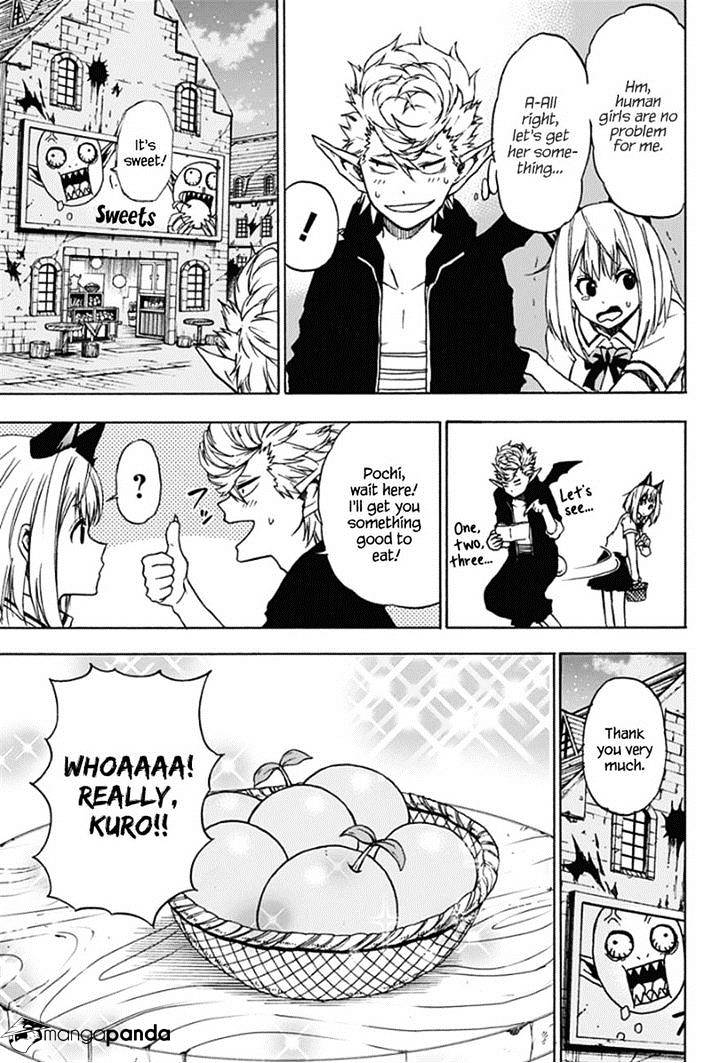 Hm,
human
girls are no
problem
for me.
A-All
right,
let's get
her some-
thing...
!
It's
sweet!
Sweets
Let's
see...
One,
two,
three...
Pochi,
wait here!
I'll get you
something
good to
eat!
?
Thank
you very
much.
WHOAAAA!
REALLY,
KURO!!
mangapanda